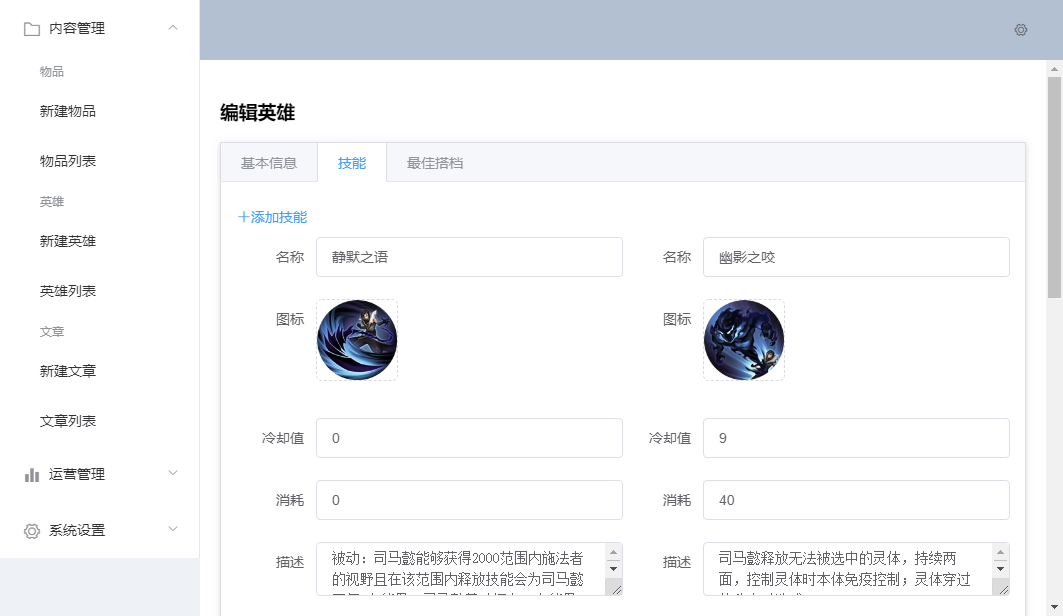 内容管理
物品
新建物品
物品列表
英雄
新建英雄
英雄列表
文章
新建文章
文章列表
运营管理
系统设置
编辑英雄
基本信息 技能 最佳搭档
+添加技能
名称 静默之语 名称 幽影之咬
图标 图标
冷却值 0 冷却值 9
消耗 0 消耗 40
描述 被动：司马懿能够获得2000范围内施法者 描述 司马懿释放无法被选中的灵体，持续两
的视野且在该范围内释放技能会为司马懿 面，控制灵体时本体免疫控制；灵体穿过